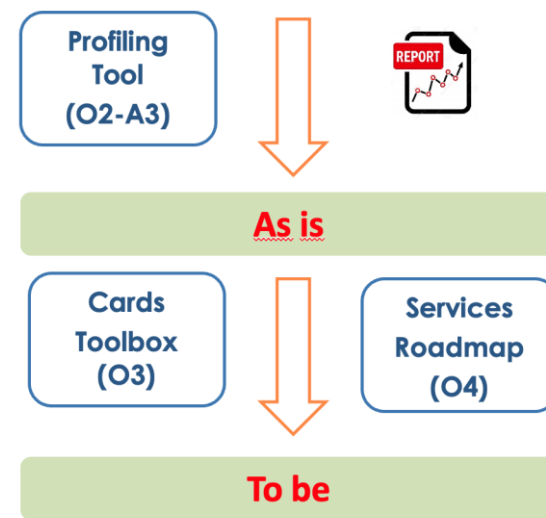 Profiling
Tool
(O2-A3)
REPORT
As is
Cards
Toolbox
(O3)
Services
Roadmap
(O4)
To be